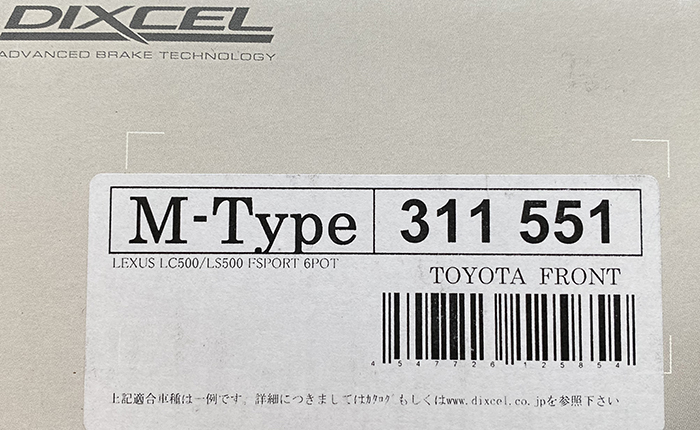 DIXCEL
ADVANCED BRAKE TECHNOLOGY
M-Type 311 551
LEXUS LC500/LS500 FSPORT 6POT
TOYOTA FRONT
4 547726 125854
上記適合車種は一例です。詳細につきましてはｶﾀﾛｸﾞもしくはwww.dixcel.co.jpを参照下さい